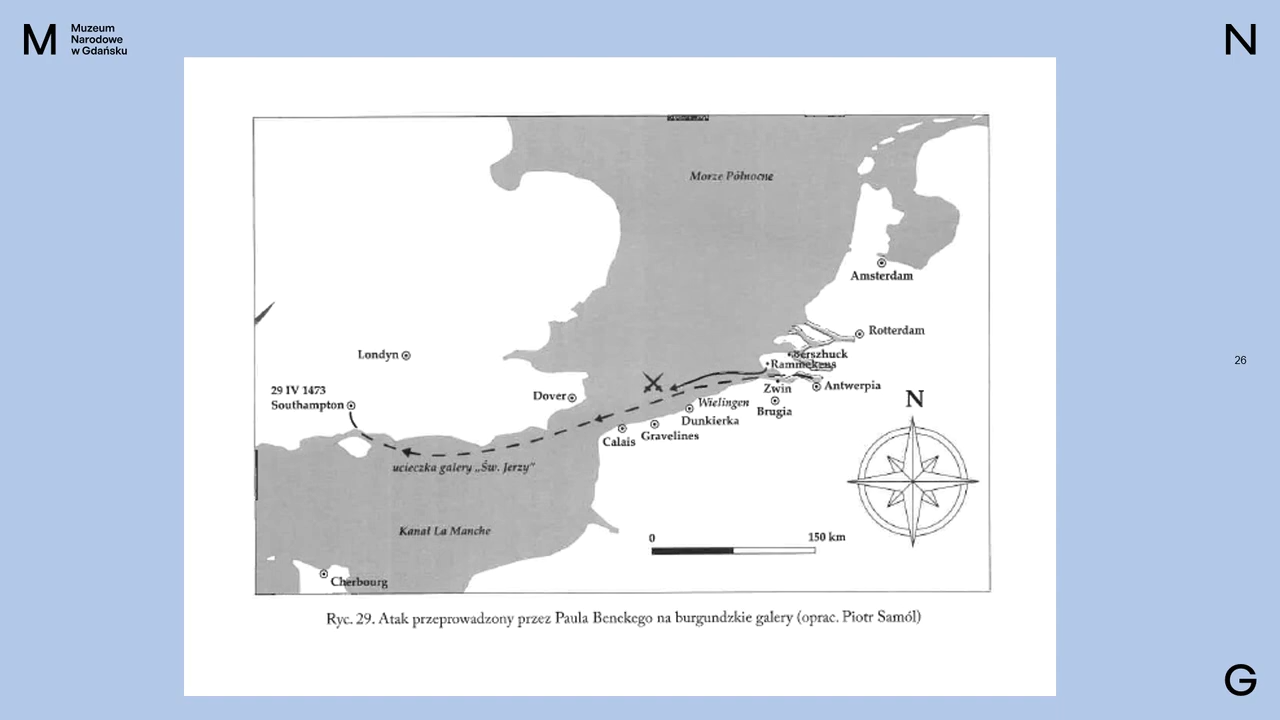 M
Muzeum
Narodowe
w Gdańsku
N
Morze Północne
Amsterdam
Rotterdam
Londyn
Rammekens
29 IV 1473
Zwin
Antwerpia
Southampton
Dover
Wielingen
Brugia
N
Dunkierka
Calais
Gravelines
ucieczka galery „Św. Jerzy”
Kanał La Manche
0
150 km
Cherbourg
Ryc. 29. Atak przeprowadzony przez Paula Benckego na burgundzkie galery (oprac. Piotr Samól)
26
G